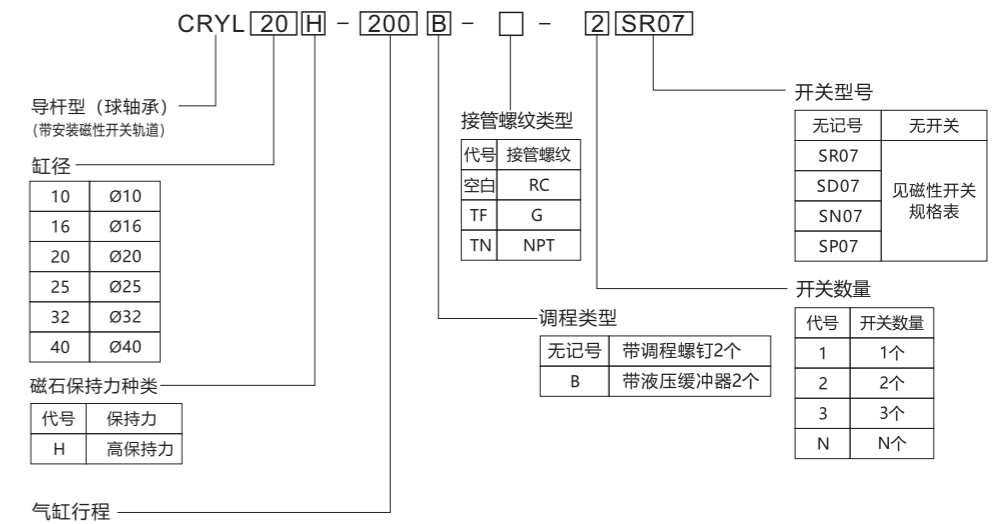 CRYL 20 H - 200 B - □ - 2 SR07
导杆型（球轴承）
（带安装磁性开关轨道）
缸径
10 Ø10
16 Ø16
20 Ø20
25 Ø25
32 Ø32
40 Ø40
磁石保持力种类
代号 保持力
H 高保持力
气缸行程
接管螺纹类型
代号 接管螺纹
空白 RC
TF G
TN NPT
调程类型
无记号 带调程螺钉2个
B 带液压缓冲器2个
开关型号
无记号 无开关
SR07
SD07
SN07
SP07
见磁性开关
规格表
开关数量
代号 开关数量
1 1个
2 2个
3 3个
N N个